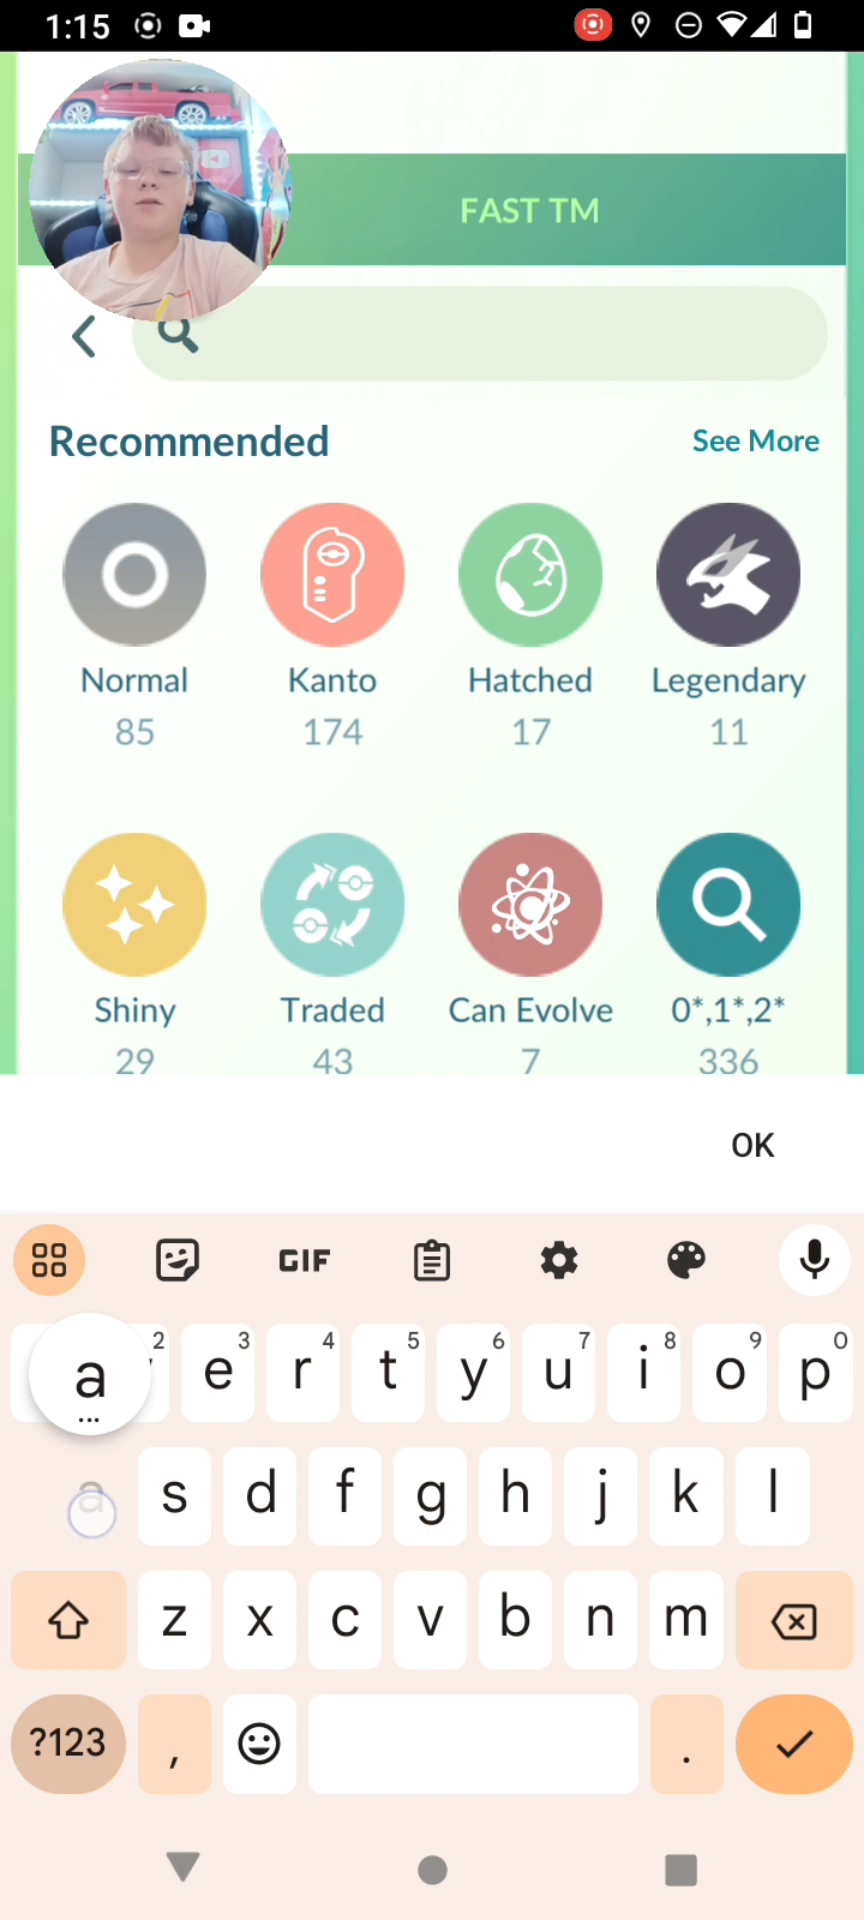 1:15
FAST TM
Recommended
See More
Normal
Kanto
Hatched
Legendary
85
174
17
11
Shiny
Traded
Can Evolve
0*,1*,2*
29
43
7
336
OK
GIF
a
...
2
e 3
r 4
t 5
y 6
u 7
i 8
o 9
p 0
a s d f g h j k l
z x c v b n m
?123 , .